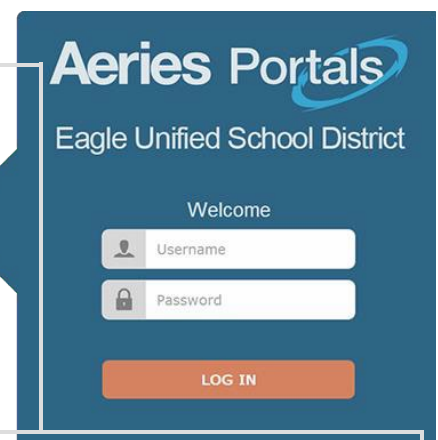 Aeries Portals
Eagle Unified School District
Welcome
Username
Password
LOG IN